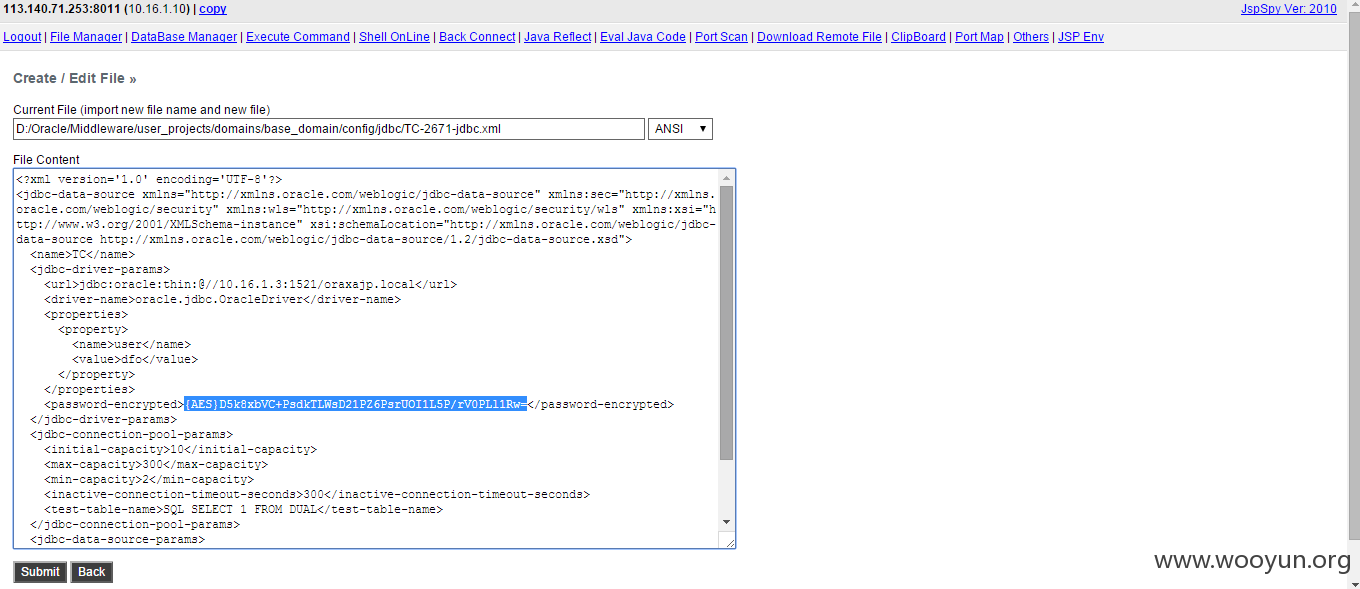 113.140.71.253:8011 (10.16.1.10) | copy
JspSpy Ver: 2010
Logout | File Manager | DataBase Manager | Execute Command | Shell OnLine | Back Connect | Java Reflect | Eval Java Code | Port Scan | Download Remote File | ClipBoard | Port Map | Others | JSP Env
Create / Edit File »
Current File (import new file name and new file)
D:/Oracle/Middleware/user_projects/domains/base_domain/config/jdbc/TC-2671-jdbc.xml
ANSI
File Content
<?xml version='1.0' encoding='UTF-8'?>
<jdbc-data-source xmlns="http://xmlns.oracle.com/weblogic/jdbc-data-source" xmlns:sec="http://xmlns.
oracle.com/weblogic/security" xmlns:wls="http://xmlns.oracle.com/weblogic/security/wls" xmlns:xsi="h
ttp://www.w3.org/2001/XMLSchema-instance" xsi:schemaLocation="http://xmlns.oracle.com/weblogic/jdbc-
data-source http://xmlns.oracle.com/weblogic/jdbc-data-source/1.2/jdbc-data-source.xsd">
<name>TC</name>
<jdbc-driver-params>
<url>jdbc:oracle:thin:@//10.16.1.3:1521/oraxajp.local</url>
<driver-name>oracle.jdbc.OracleDriver</driver-name>
<properties>
<property>
<name>user</name>
<value>dfo</value>
</property>
</properties>
<password-encrypted>{AES}D5k8xbVC+PsdkTLWsD21PZ6PsrUOI1L5P/rV0PLl1Rw=</password-encrypted>
</jdbc-driver-params>
<jdbc-connection-pool-params>
<initial-capacity>10</initial-capacity>
<max-capacity>300</max-capacity>
<min-capacity>2</min-capacity>
<inactive-connection-timeout-seconds>300</inactive-connection-timeout-seconds>
<test-table-name>SQL SELECT 1 FROM DUAL</test-table-name>
</jdbc-connection-pool-params>
<jdbc-data-source-params>
Submit Back
www.wooyun.org